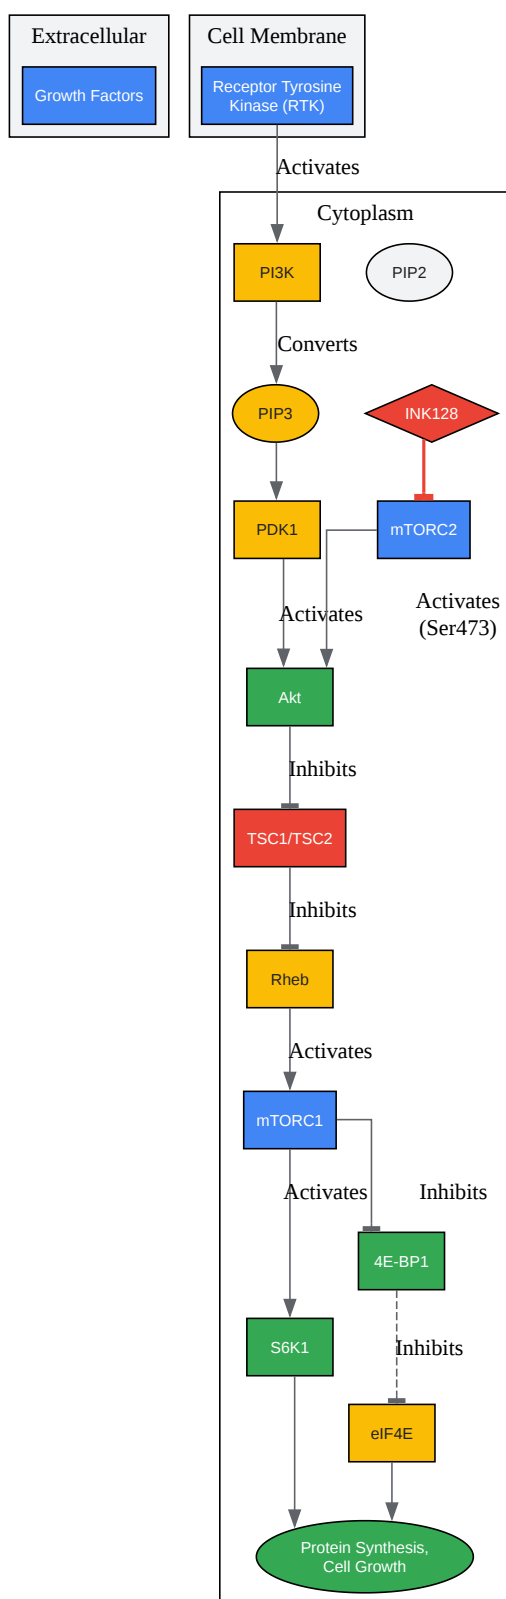 Extracellular
Cell Membrane
Growth Factors
Receptor Tyrosine
Kinase (RTK)
Activates
Cytoplasm
PI3K
PIP2
Converts
PIP3
INK128
PDK1
mTORC2
Activates
Activates
(Ser473)
Akt
Inhibits
TSC1/TSC2
Inhibits
Rheb
Activates
mTORC1
Activates
Inhibits
4E-BP1
S6K1
Inhibits
eIF4E
Protein Synthesis,
Cell Growth